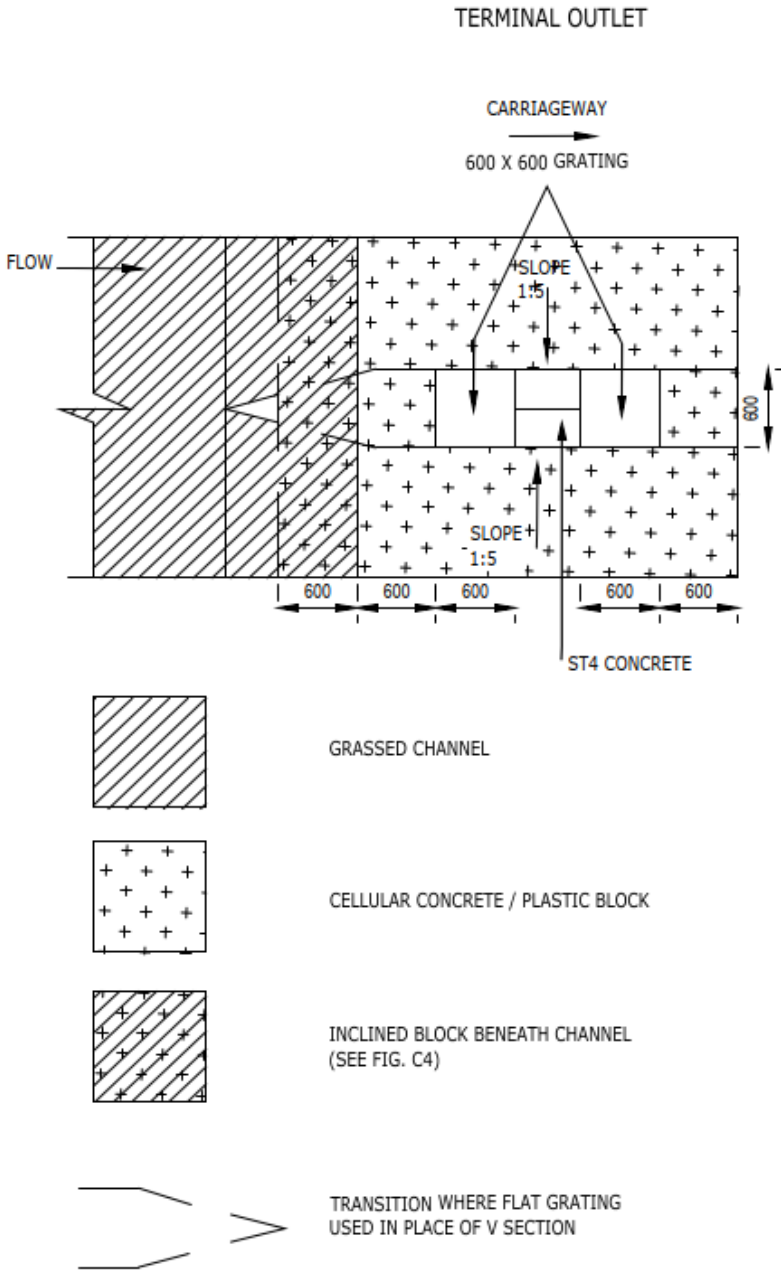 TERMINAL OUTLET
CARRIAGEWAY
600 X 600 GRATING
FLOW
SLOPE
1:5
600
SLOPE
1:5
600
600
600
600
600
ST4 CONCRETE
GRASSED CHANNEL
CELLULAR CONCRETE / PLASTIC BLOCK
INCLINED BLOCK BENEATH CHANNEL
(SEE FIG. C4)
TRANSITION WHERE FLAT GRATING
USED IN PLACE OF V SECTION